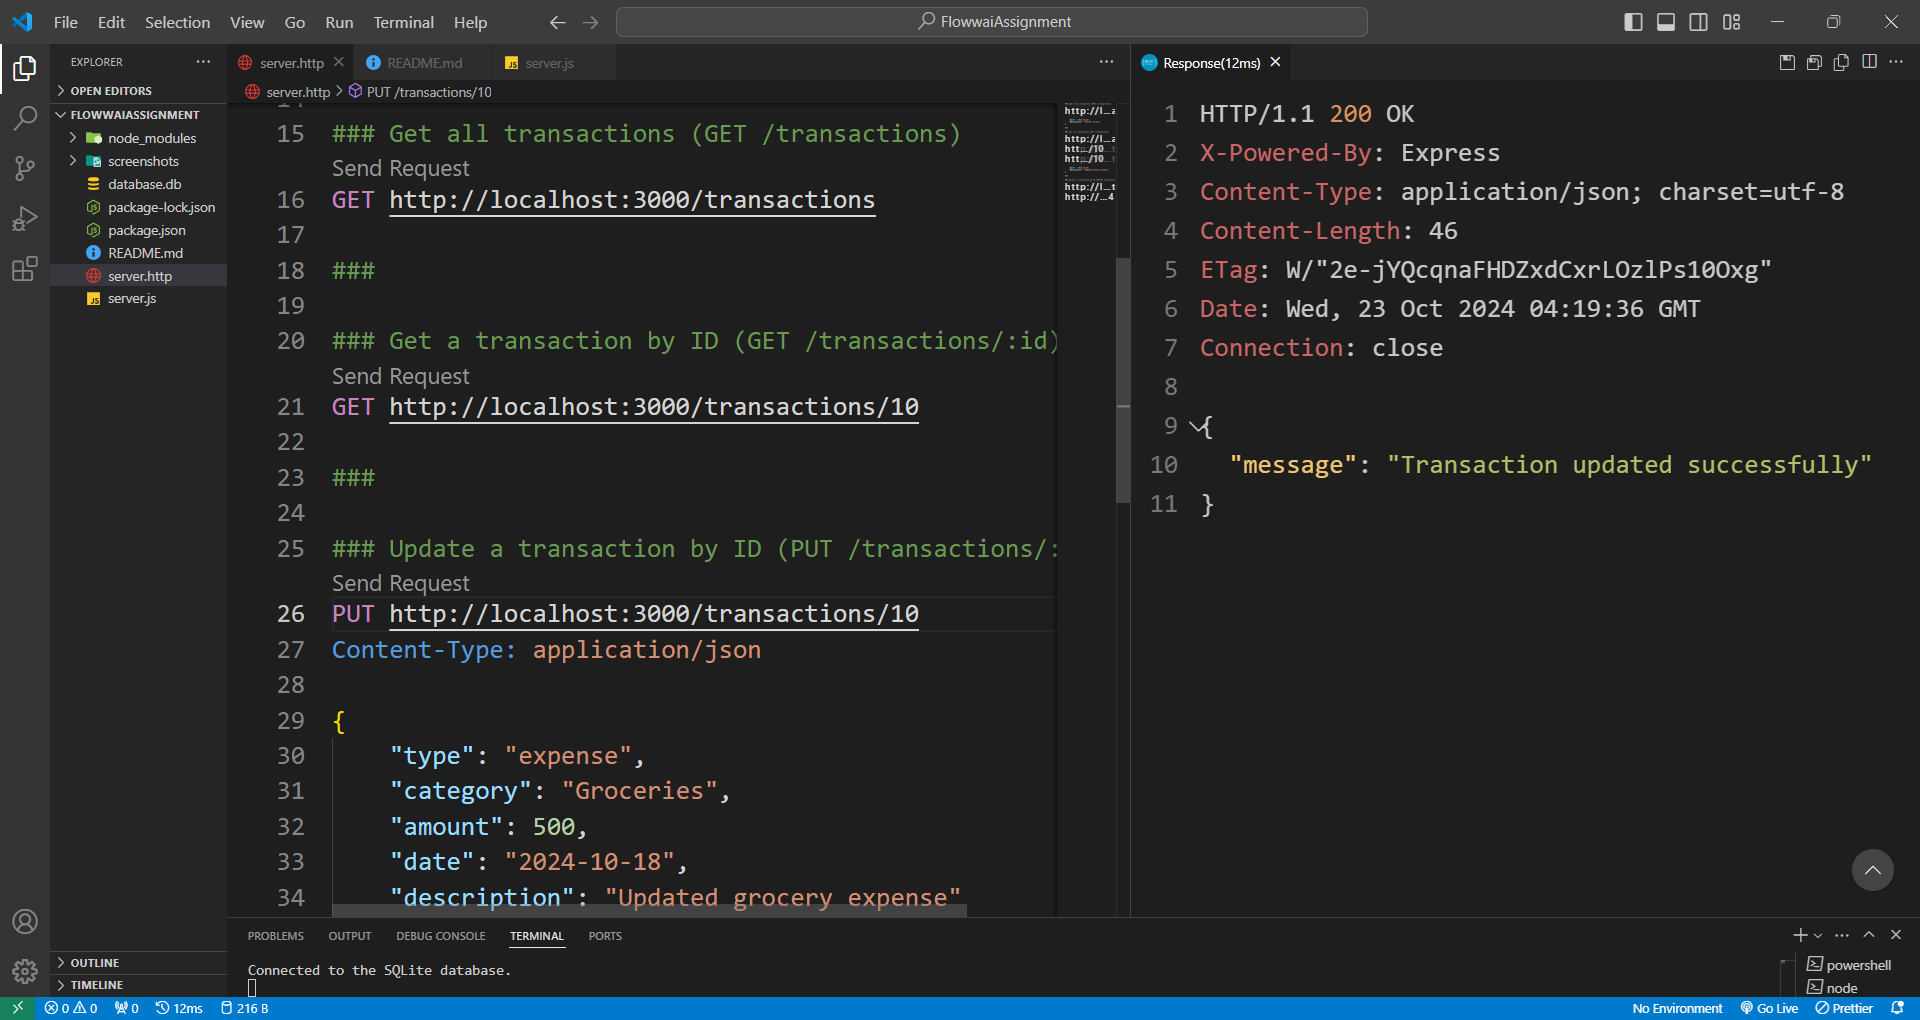 File Edit Selection View Go Run Terminal Help
FlowwaiAssignment
EXPLORER
OPEN EDITORS
FLOWWAIASSIGNMENT
node_modules
screenshots
database.db
package-lock.json
package.json
README.md
server.http
server.js
OUTLINE
TIMELINE
server.http README.md server.js
server.http > PUT /transactions/10
15 ### Get all transactions (GET /transactions)
Send Request
16 GET http://localhost:3000/transactions
17
18 ###
19
20 ### Get a transaction by ID (GET /transactions/:id)
Send Request
21 GET http://localhost:3000/transactions/10
22
23 ###
24
25 ### Update a transaction by ID (PUT /transactions/:
Send Request
26 PUT http://localhost:3000/transactions/10
27 Content-Type: application/json
28
29 {
30 "type": "expense",
31 "category": "Groceries",
32 "amount": 500,
33 "date": "2024-10-18",
34 "description": "Updated grocery expense"
Response(12ms)
1 HTTP/1.1 200 OK
2 X-Powered-By: Express
3 Content-Type: application/json; charset=utf-8
4 Content-Length: 46
5 ETag: W/"2e-jYQcqnaFHDZxdCxrLOzlPs10Oxg"
6 Date: Wed, 23 Oct 2024 04:19:36 GMT
7 Connection: close
8
9 {
10 "message": "Transaction updated successfully"
11 }
PROBLEMS OUTPUT DEBUG CONSOLE TERMINAL PORTS
Connected to the SQLite database.
powershell
node
0 0 0 12ms 216 B
No Environment Go Live Prettier